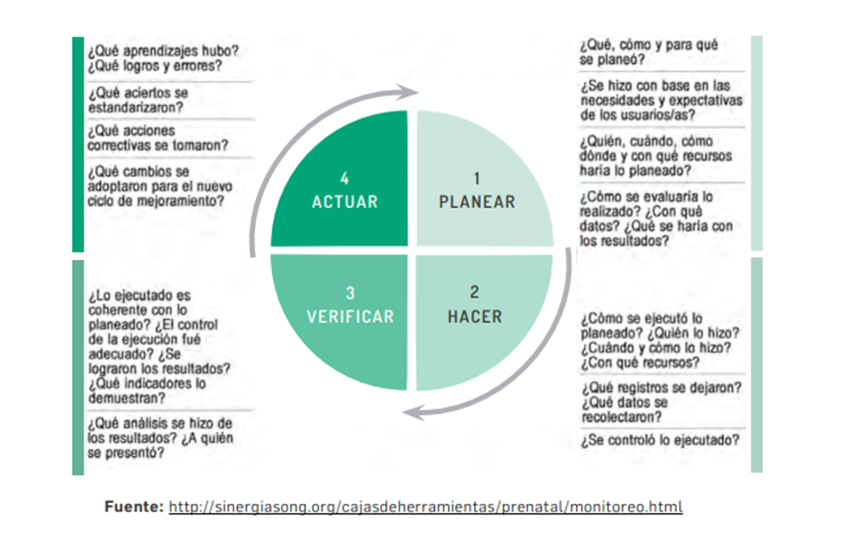 ¿Qué aprendizajes hubo?
¿Qué logros y errores?
¿Qué aciertos se
estandarizaron?
¿Qué acciones
correctivas se tomaron?
¿Qué cambios se
adoptaron para el nuevo
ciclo de mejoramiento?
4
ACTUAR
1
PLANEAR
¿Qué, cómo y para qué
se planeó?
¿Se hizo con base en las
necesidades y expectativas
de los usuarios/as?
¿Quién, cuándo, cómo
dónde y con qué recursos
haría lo planeado?
¿Cómo se evaluaría lo
realizado? ¿Con qué
datos? ¿Qué se haría con
los resultados?
¿Lo ejecutado es
coherente con lo
planeado? ¿El control
de la ejecución fué
adecuado? ¿Se
lograron los resultados?
¿Qué indicadores lo
demuestran?
¿Qué análisis se hizo de
los resultados? ¿A quién
se presentó?
3
VERIFICAR
2
HACER
¿Cómo se ejecutó lo
planeado? ¿Quién lo hizo?
¿Cuándo y cómo lo hizo?
¿Con qué recursos?
¿Qué registros se dejaron?
¿Qué datos se
recolectaron?
¿Se controló lo ejecutado?
Fuente: http://sinergiasong.org/cajasdeherramientas/prenatal/monitoreo.html